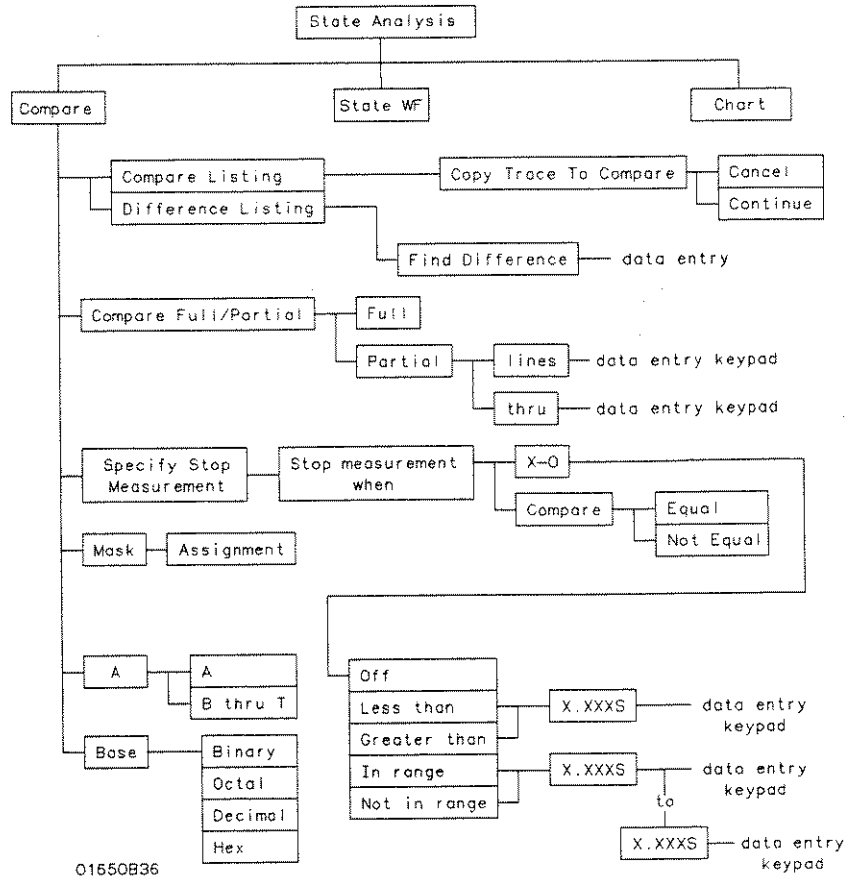 State Analysis
Compare
State WF
Chart
Compare Listing
Copy Trace To Compare
Cancel
Difference Listing
Continue
Find Difference
data entry
Compare Full/Partial
Full
Partial
lines
data entry keypad
thru
data entry keypad
Specify Stop
Measurement
Stop measurement
when
X-O
Compare
Equal
Not Equal
Mask
Assignment
A
A
B thru T
Off
Less than
X.XXXS
data entry
keypad
Greater than
Base
Binary
In range
X.XXXS
data entry
keypad
Octal
Not in range
to
Decimal
Hex
X.XXXS
data entry
keypad
01650B36